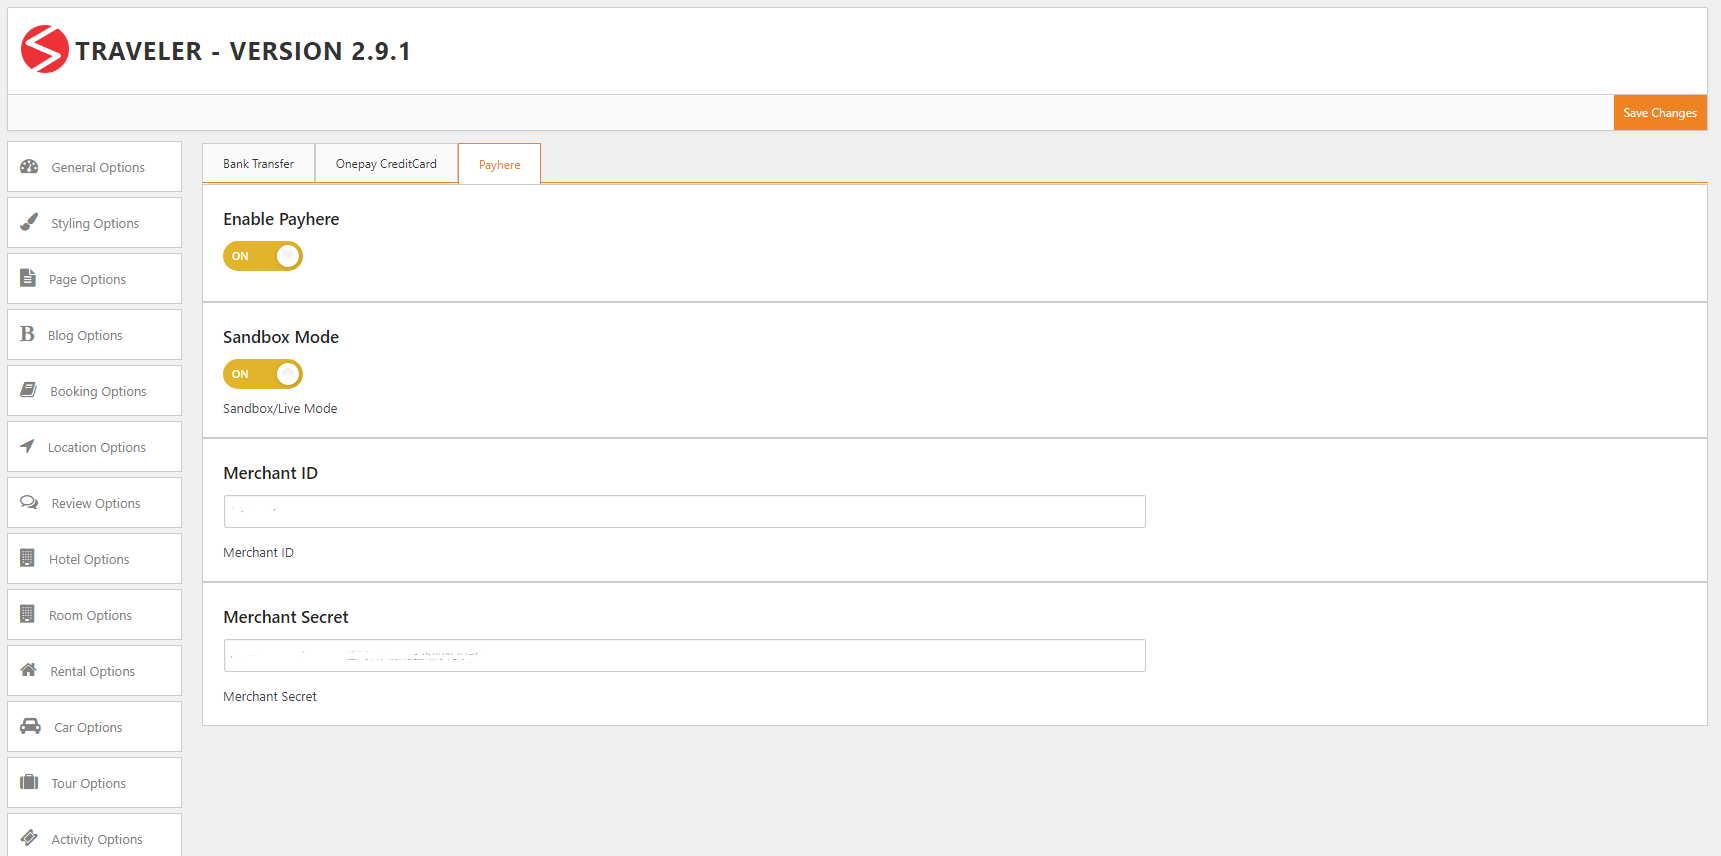 TRAVELER - VERSION 2.9.1
Save Changes
General Options
Styling Options
Page Options
Blog Options
Booking Options
Location Options
Review Options
Hotel Options
Room Options
Rental Options
Car Options
Tour Options
Activity Options
Bank Transfer
Onepay CreditCard
Payhere
Enable Payhere
ON
Sandbox Mode
ON
Sandbox/Live Mode
Merchant ID
Merchant ID
Merchant Secret
Merchant Secret